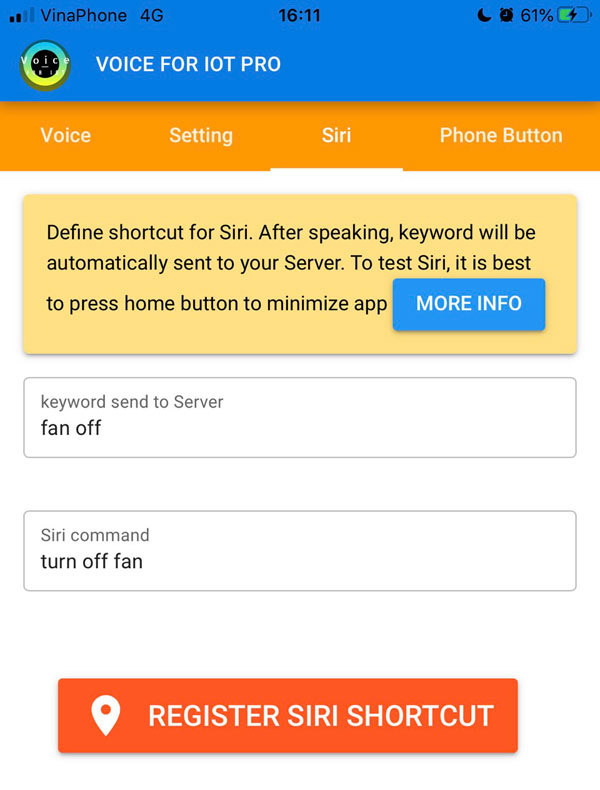 VinaPhone 4G 16:11 61%
Voice
VOICE FOR IOT PRO
Voice Setting Siri Phone Button
Define shortcut for Siri. After speaking, keyword will be
automatically sent to your Server. To test Siri, it is best
to press home button to minimize app MORE INFO
keyword send to Server
fan off
Siri command
turn off fan
REGISTER SIRI SHORTCUT